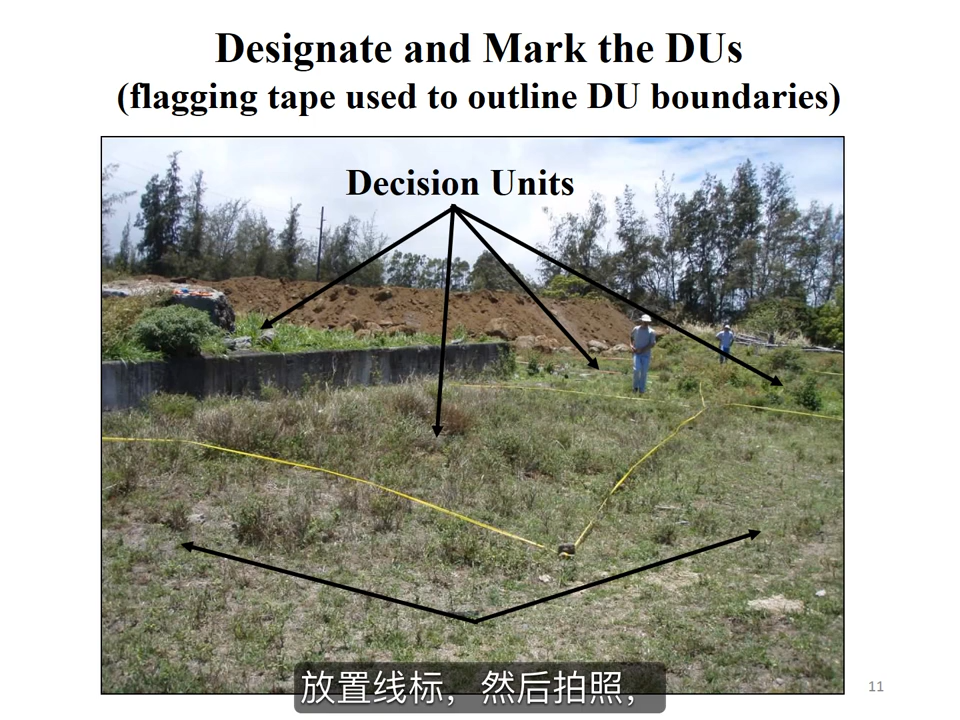 Designate and Mark the DUs
(flagging tape used to outline DU boundaries)
Decision Units
放置线标，然后拍照，
11